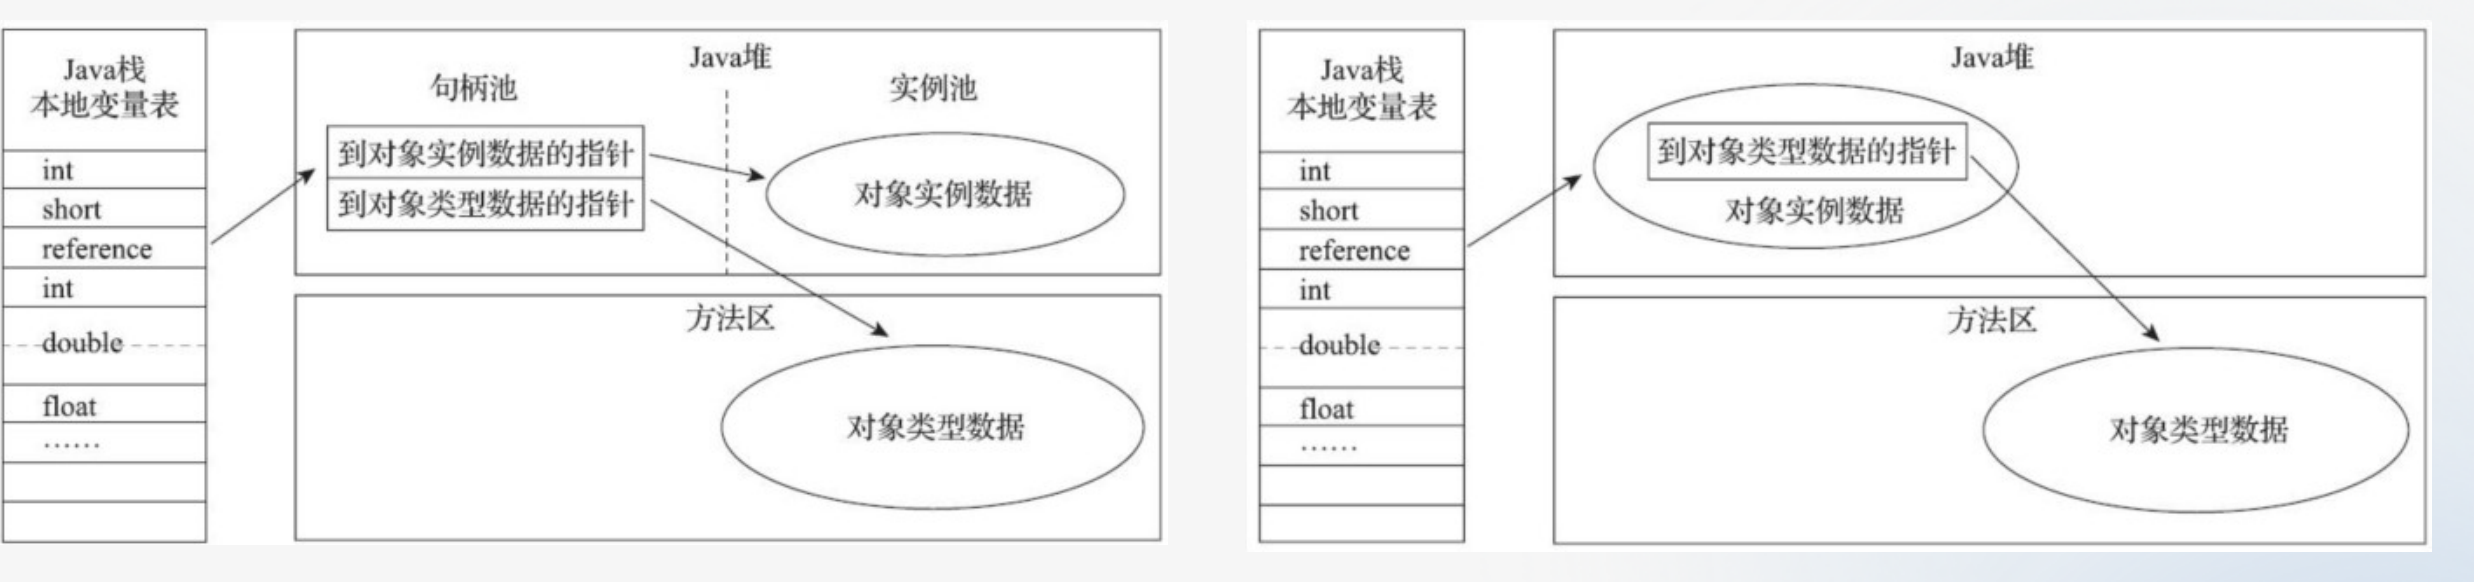 Java栈
本地变量表
int
short
reference
int
double
float
……
Java堆
句柄池
实例池
到对象实例数据的指针
到对象类型数据的指针
对象实例数据
方法区
对象类型数据
Java栈
本地变量表
int
short
reference
int
double
float
……
Java堆
到对象类型数据的指针
对象实例数据
方法区
对象类型数据